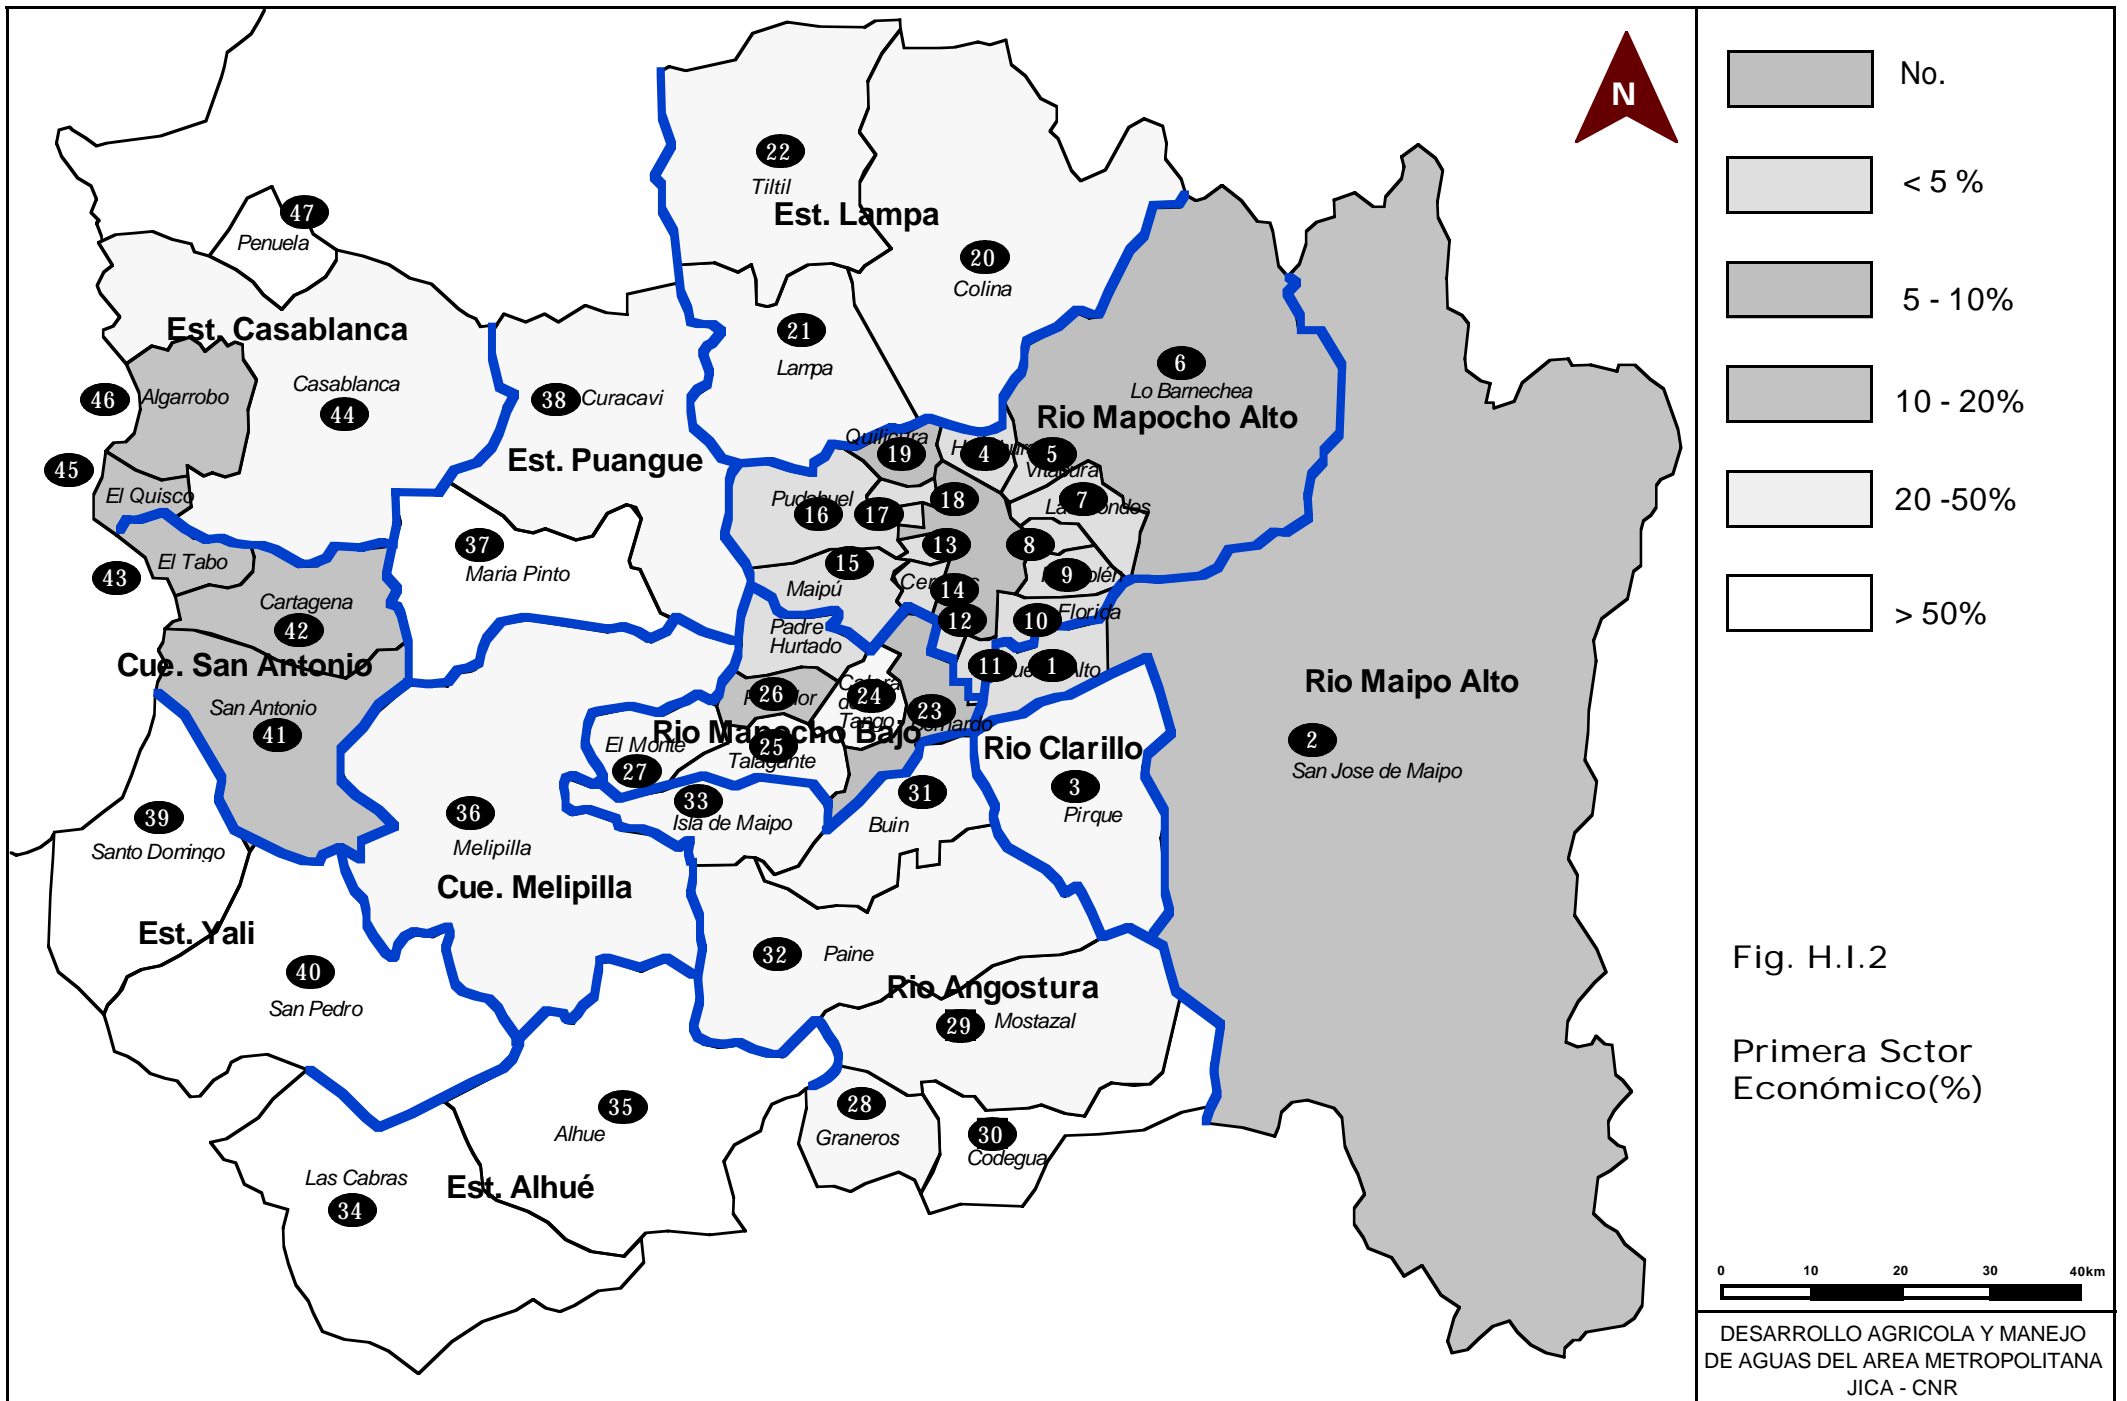 N
22
Tiltil
Est. Lampa
47
Penuela
20
Colina
Est. Casablanca
21
Lampa
6
Lo Barnechea
Rio Mapocho Alto
46
Algarrobo
Casablanca
44
38
Curacavi
Est. Puangue
19
4
5
45
El Quisco
Pudahuel
16
17
18
7
43
El Tabo
37
Maria Pinto
15
Maipú
13
8
9
14
Cartagena
42
12
10
Florida
Padre
Hurtado
Cue. San Antonio
11
1
Alto
Rio Maipo Alto
San Antonio
41
26
24
Tango
23
Rio Mapocho Bajo
El Monte
27
25
Talagante
Rio Clarillo
3
Pirque
2
San Jose de Maipo
39
Santo Domingo
36
Melipilla
Cue. Melipilla
33
Isla de Maipo
31
Buin
Est. Yali
40
San Pedro
32
Paine
Rio Angostura
29
Mostazal
35
Alhue
28
Graneros
30
Codegua
Las Cabras
34
Est. Alhué
No.
< 5 %
5 - 10%
10 - 20%
20 -50%
> 50%
Fig. H.I.2
Primera Sctor
Económico(%)
0 10 20 30 40km
DESARROLLO AGRICOLA Y MANEJO
DE AGUAS DEL AREA METROPOLITANA
JICA - CNR